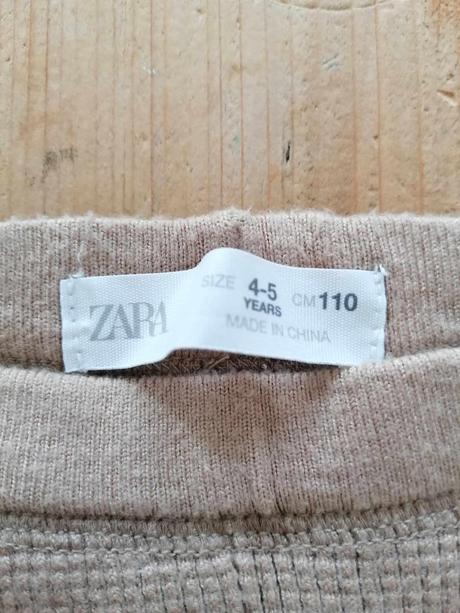 ZARA
SIZE 4-5 YEARS CM 110
MADE IN CHINA